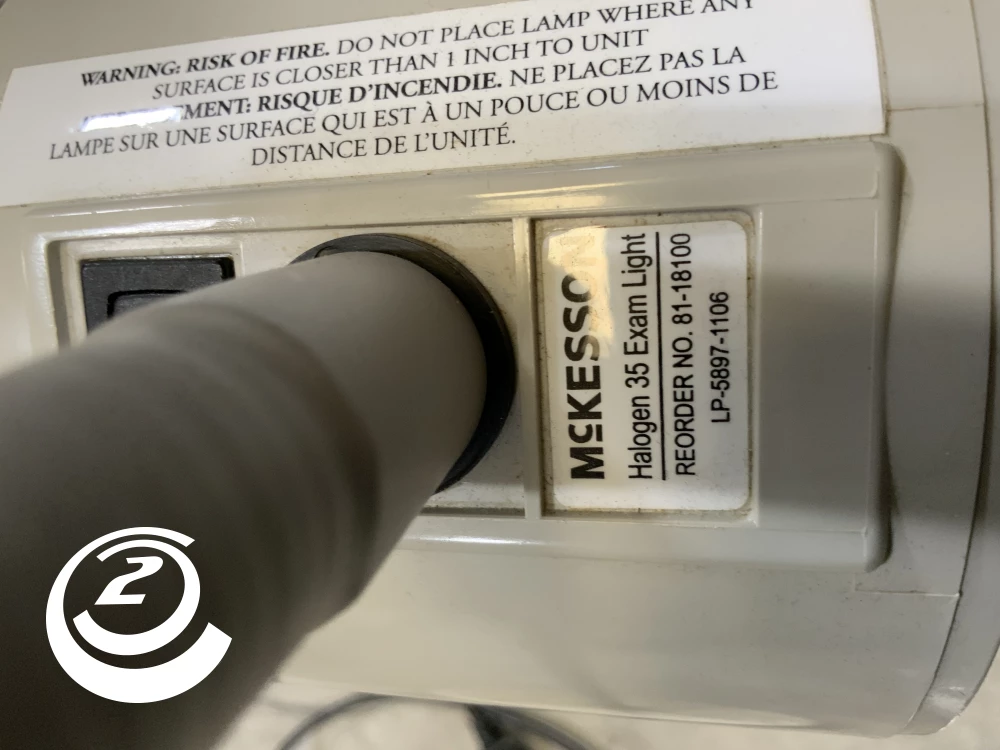 WARNING: RISK OF FIRE. DO NOT PLACE LAMP WHERE ANY
SURFACE IS CLOSER THAN 1 INCH TO UNIT
MENT: RISQUE D'INCENDIE. NE PLACEZ PAS LA
LAMPE SUR UNE SURFACE QUI EST À UN POUCE OU MOINS DE
DISTANCE DE L'UNITÉ.
McKESSON
Halogen 35 Exam Light
REORDER NO. 81-18100
LP-5897-1106
2